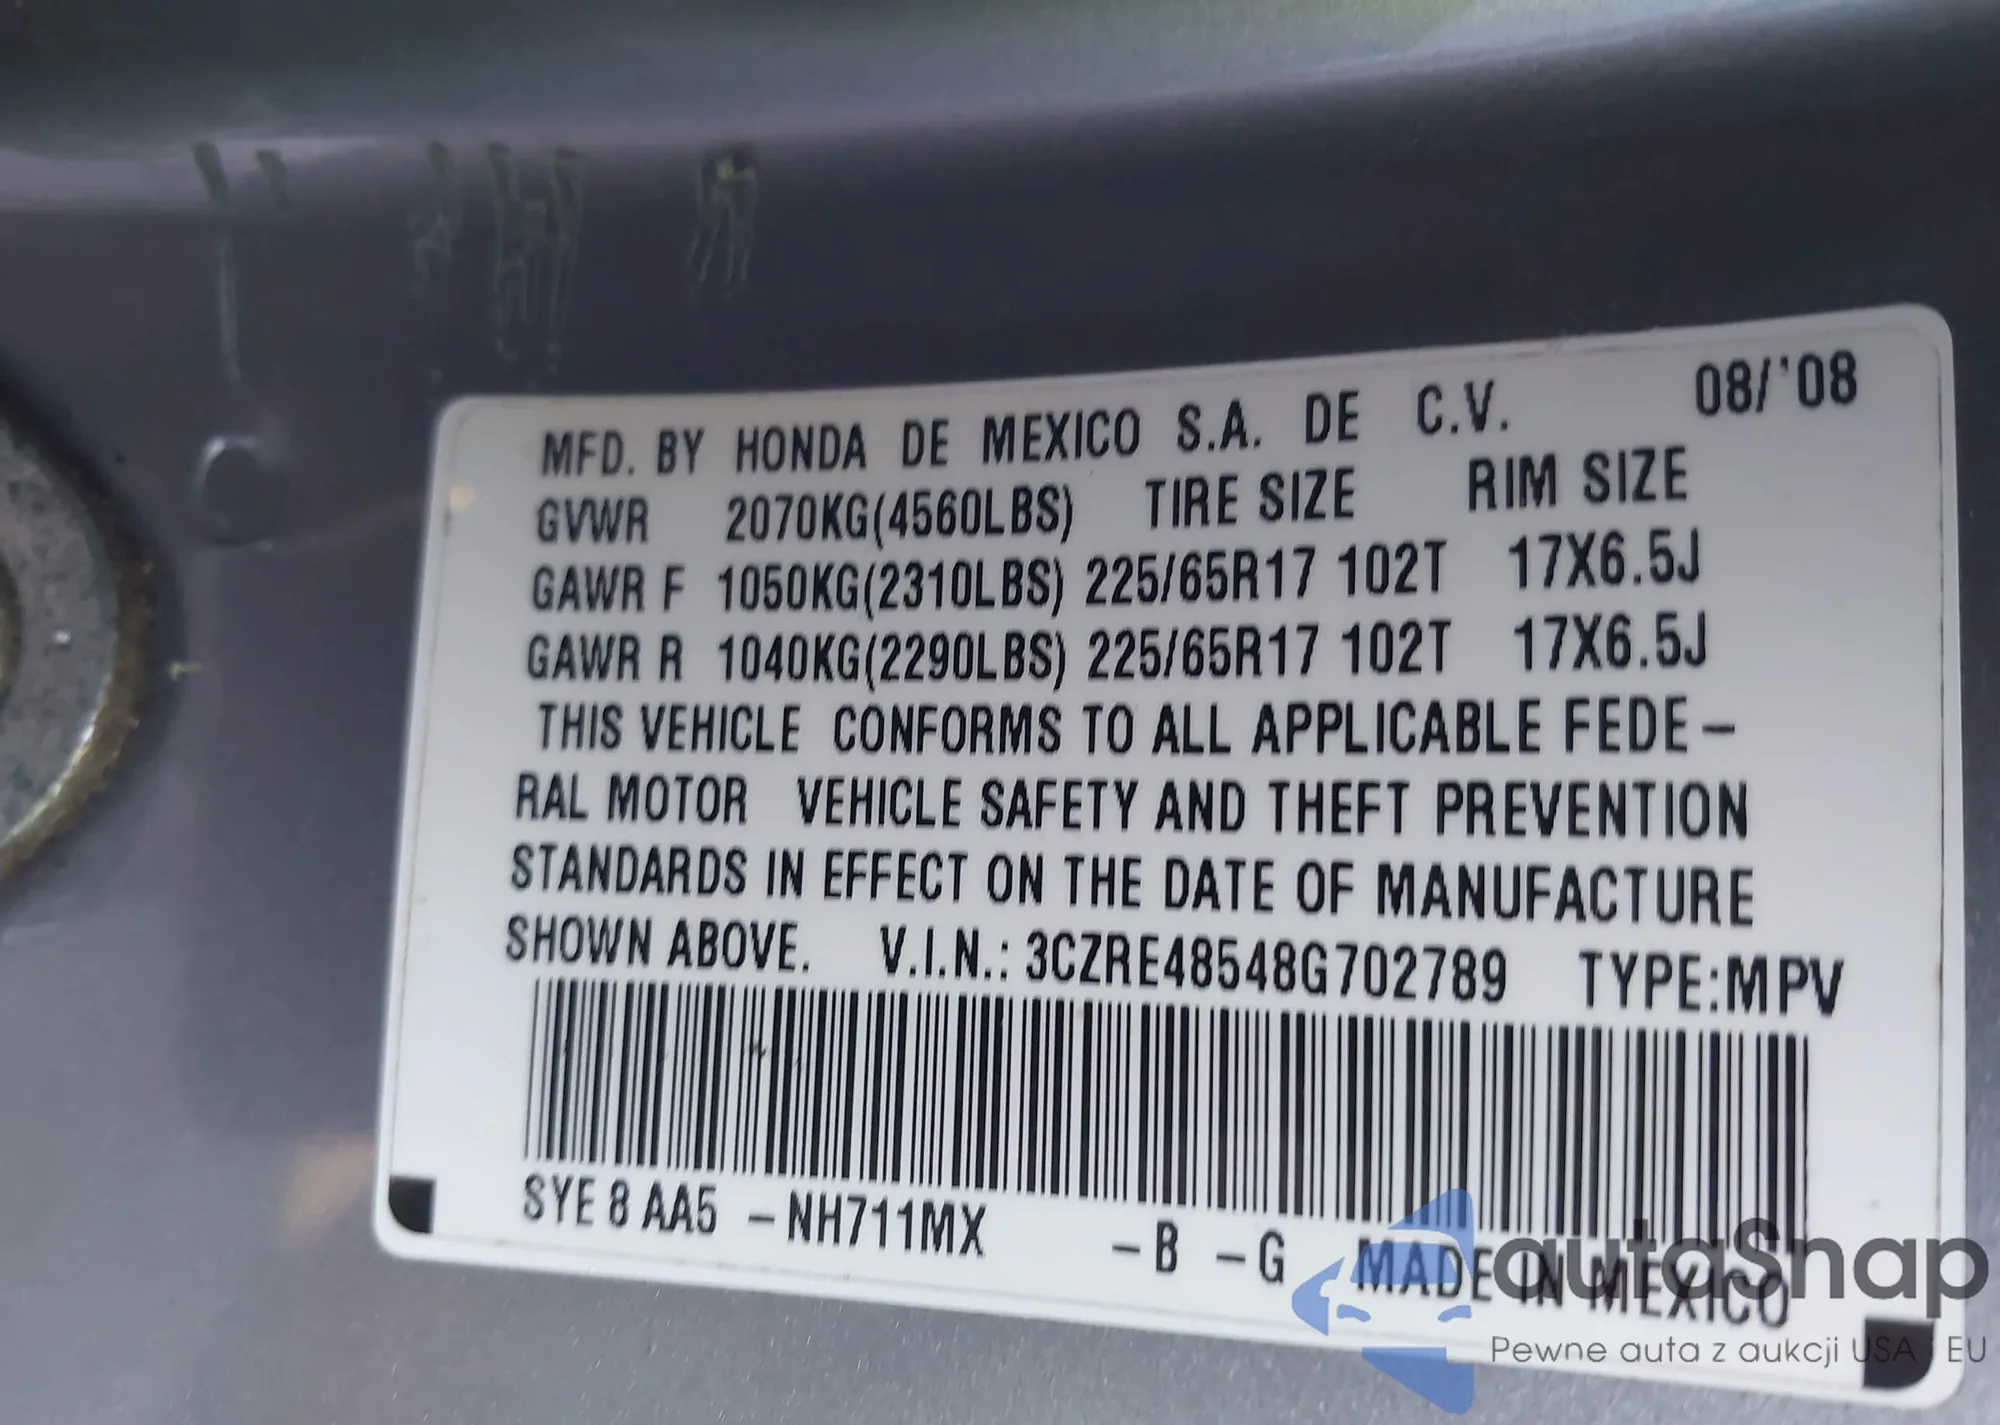 MFD. BY HONDA DE MEXICO S.A. DE C.V. 08/'08
GVWR 2070KG(4560LBS) TIRE SIZE RIM SIZE
GAWR F 1050KG(2310LBS) 225/65R17 102T 17X6.5J
GAWR R 1040KG(2290LBS) 225/65R17 102T 17X6.5J
THIS VEHICLE CONFORMS TO ALL APPLICABLE FEDE-
RAL MOTOR VEHICLE SAFETY AND THEFT PREVENTION
STANDARDS IN EFFECT ON THE DATE OF MANUFACTURE
SHOWN ABOVE. V.I.N.: 3CZRE48548G702789 TYPE:MPV
SYE 8 AA5 -NH711MX -B -G MADE IN MEXICO
autaSnap
Pewne auta z aukcji USA i EU